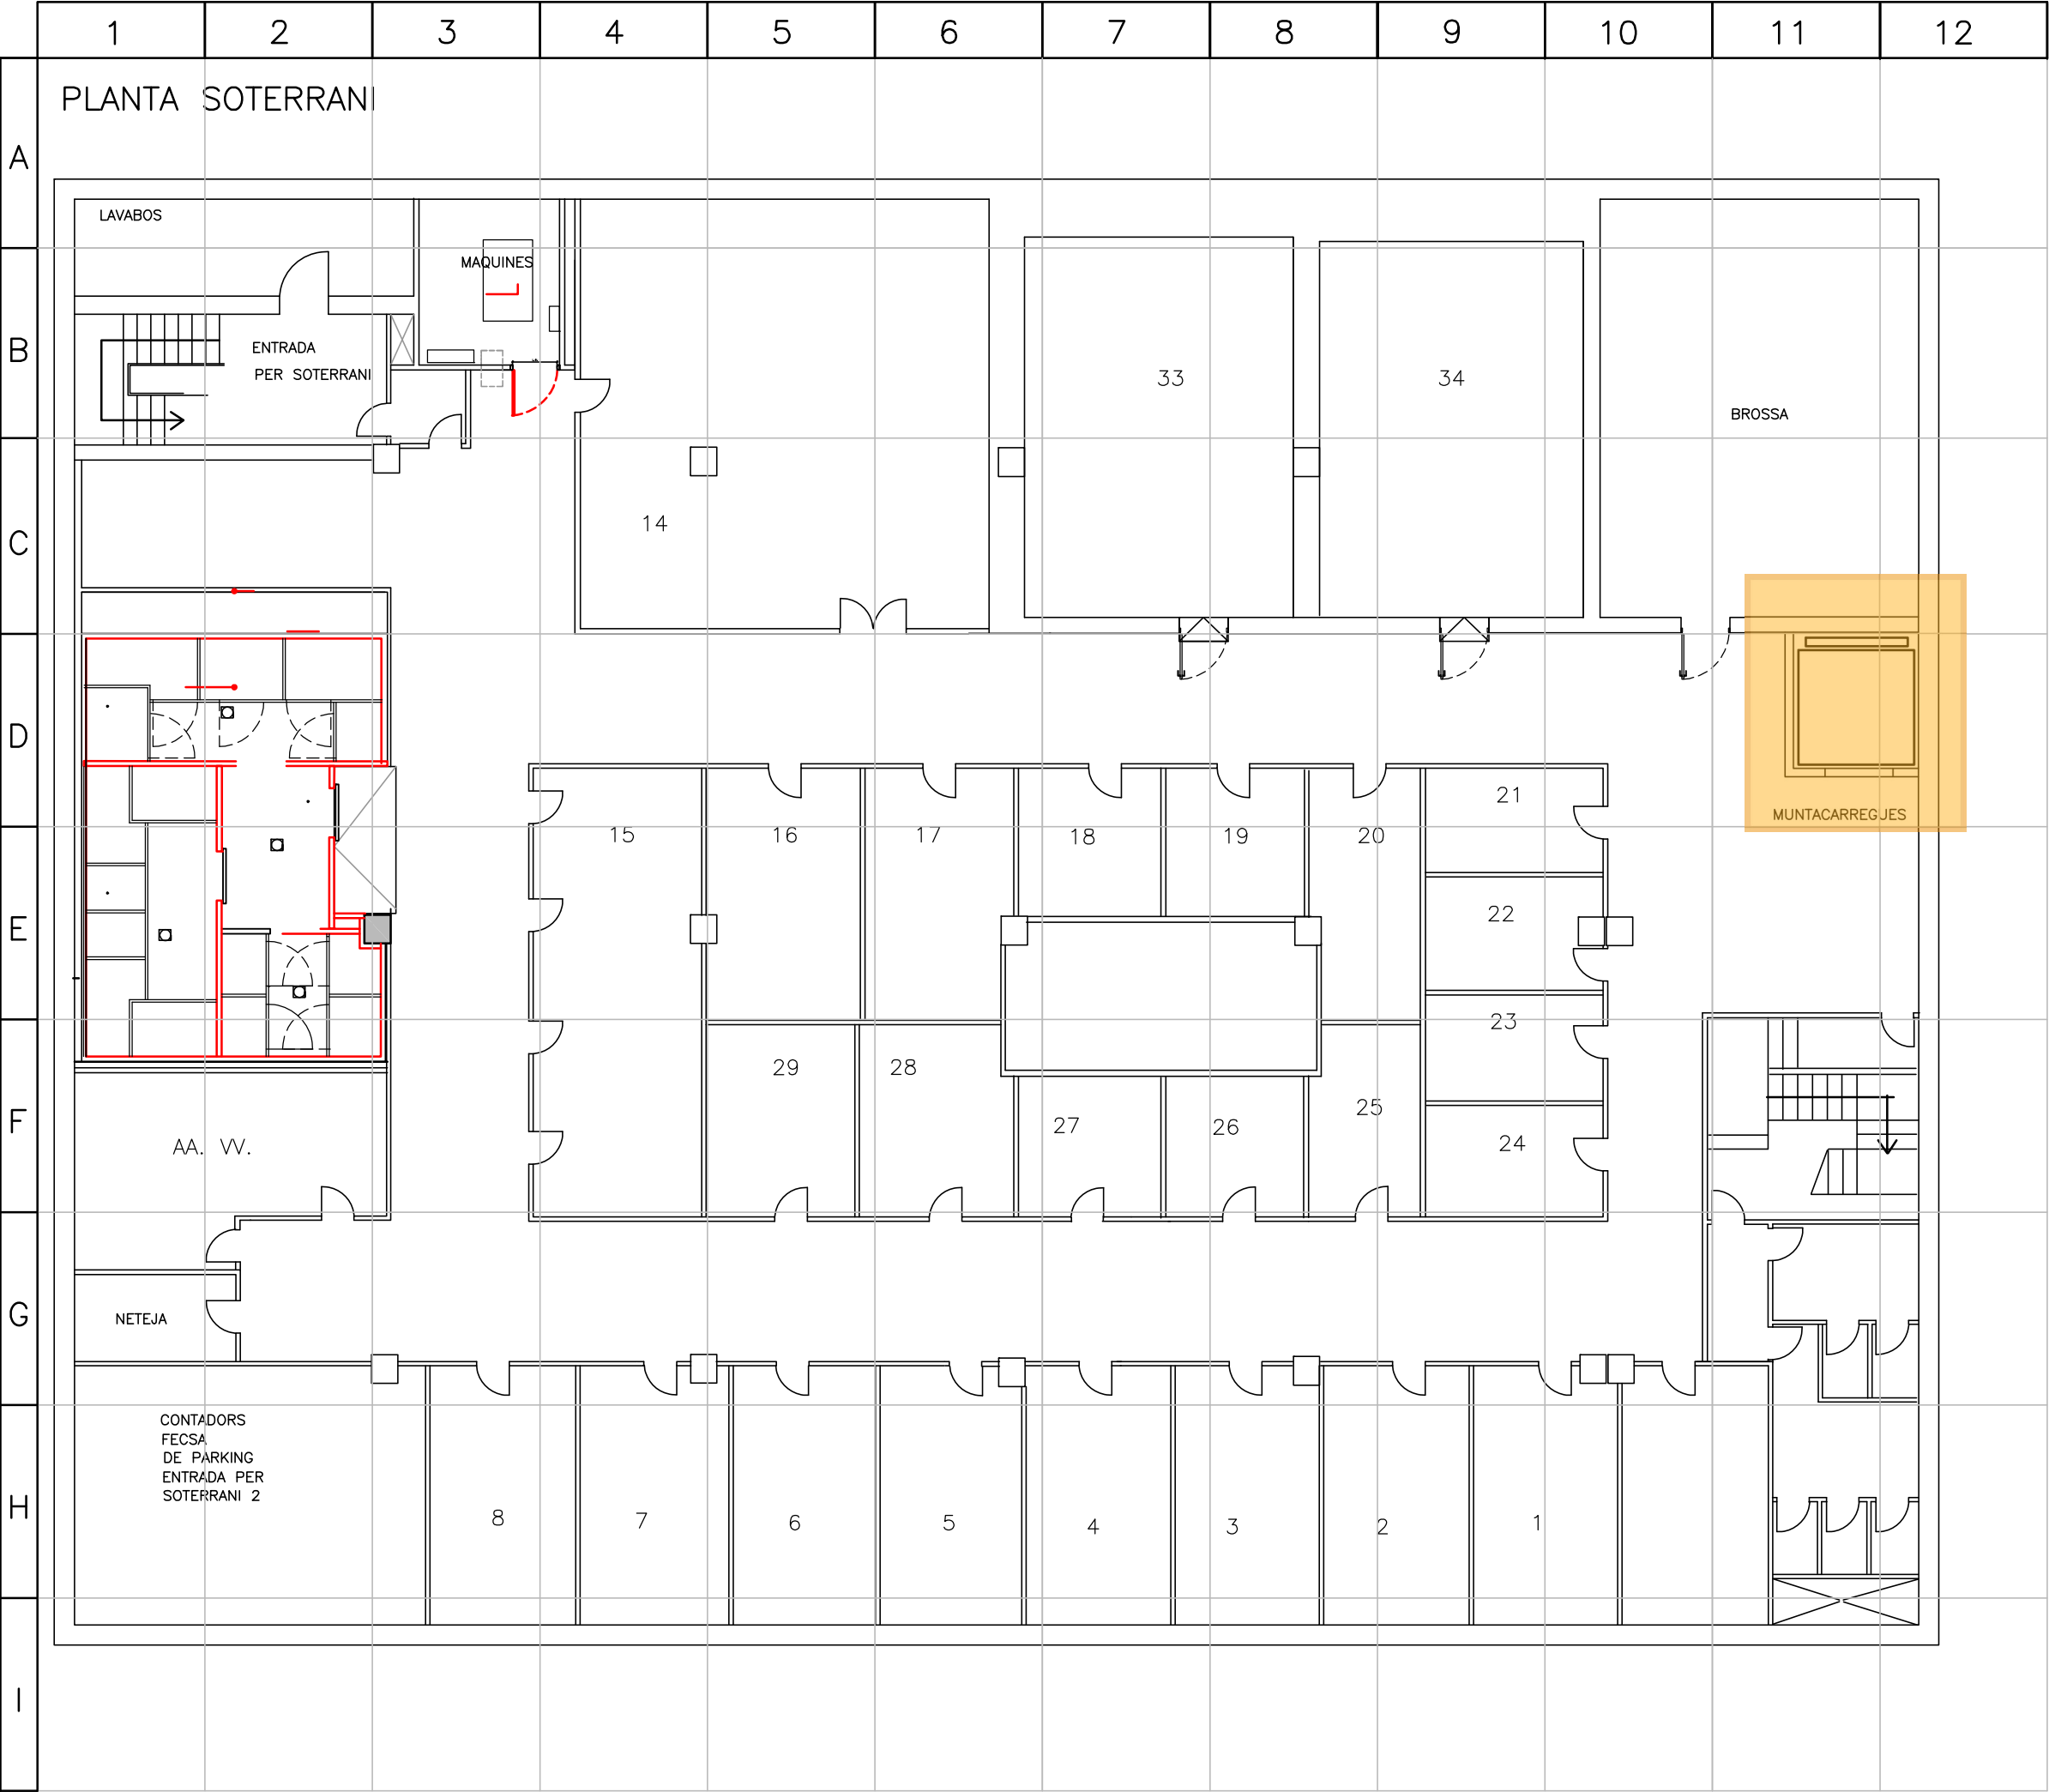 1 2 3 4 5 6 7 8 9 10 11 12
PLANTA SOTERRANI
A
LAVABOS
MAQUINES
B
ENTRADA
PER SOTERRANI
33
34
BROSSA
C
14
D
21
MUNTACARREGUES
15
16
17
18
19
20
E
22
23
29
28
F
27
26
25
24
AA. VV.
G
NETEJA
CONTADORS
FECSA
DE PARKING
ENTRADA PER
SOTERRANI 2
H
8
7
6
5
4
3
2
1
I